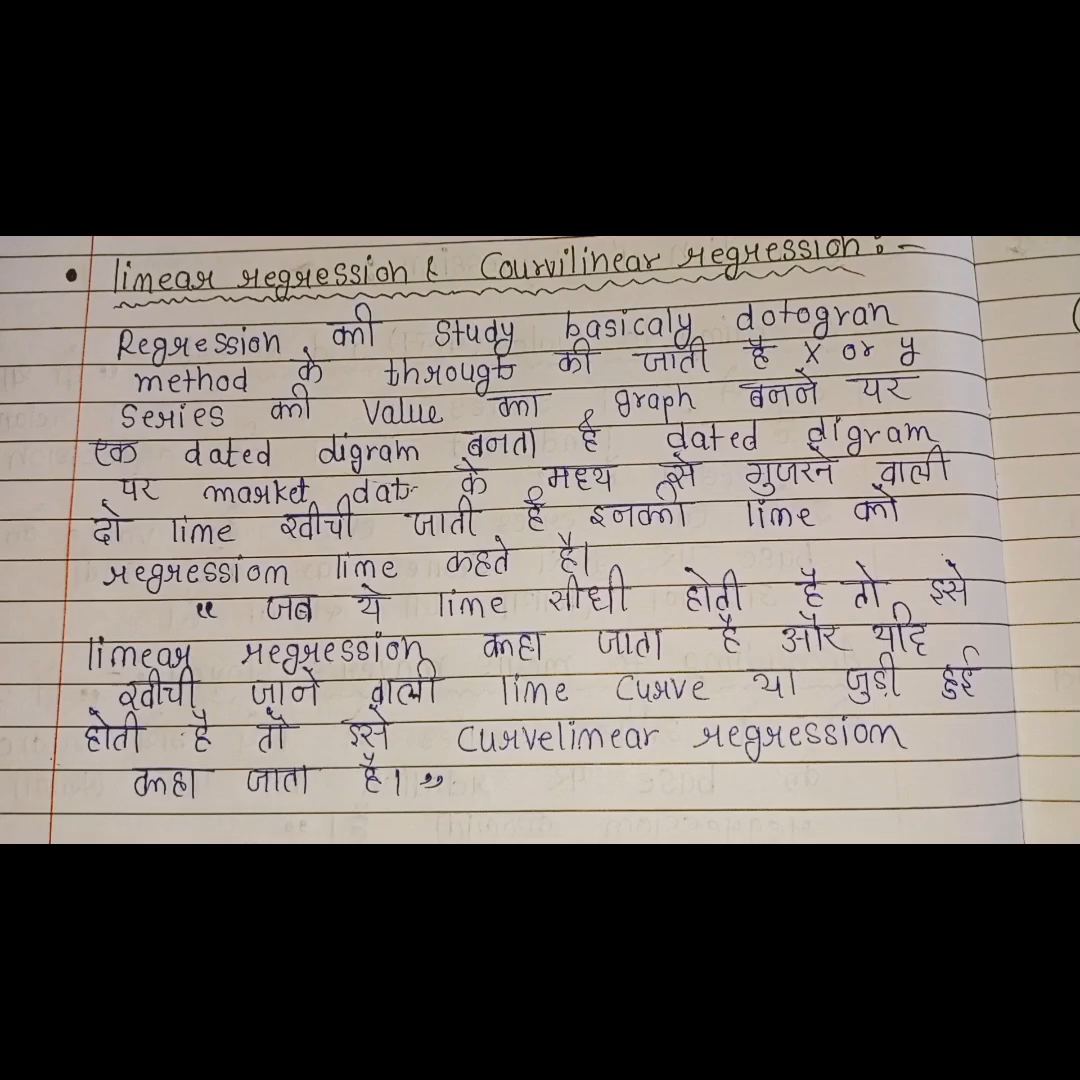 • linear regression & Courvilinear regression :-
Regression की study basicaly dotogran
method के througt की जाती है x or y
series की value का graph बनने पर
एक dated digram बनता है dated digram
पर market dat के मध्य से गुजरने वाली
दो line खीची जाती है इनकी line को
regression line कहते है।
" जब ये line सीधी होती है तो इसे
linear regression कहा जाता है और यदि
खीची जाने वाली line curve या जुड़ी हुई
होती है तो इसे curvelinear regression
कहा जाता है। "